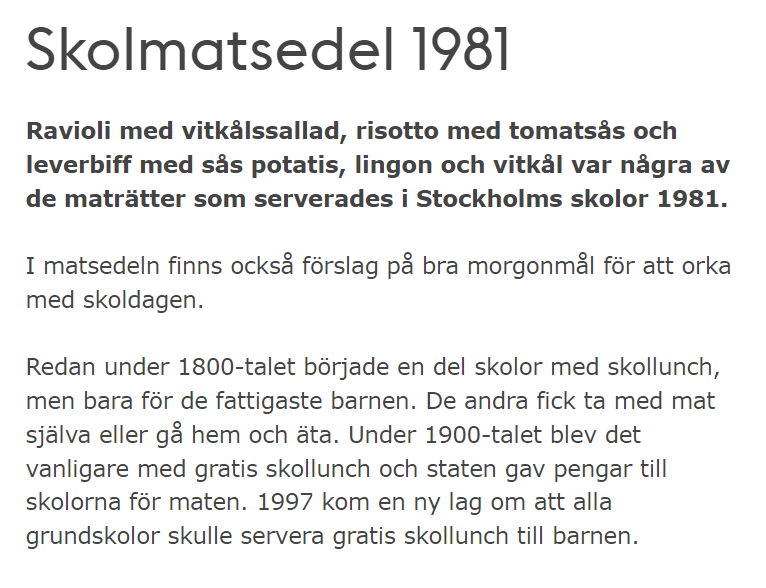 Skolmatsedel 1981
Ravioli med vitkålssallad, risotto med tomatsås och
leverbiff med sås potatis, lingon och vitkål var några av
de maträtter som serverades i Stockholms skolor 1981.
I matsedeln finns också förslag på bra morgonmål för att orka
med skoldagen.
Redan under 1800-talet började en del skolor med skollunch,
men bara för de fattigaste barnen. De andra fick ta med mat
själva eller gå hem och äta. Under 1900-talet blev det
vanligare med gratis skollunch och staten gav pengar till
skolorna för maten. 1997 kom en ny lag om att alla
grundskolor skulle servera gratis skollunch till barnen.